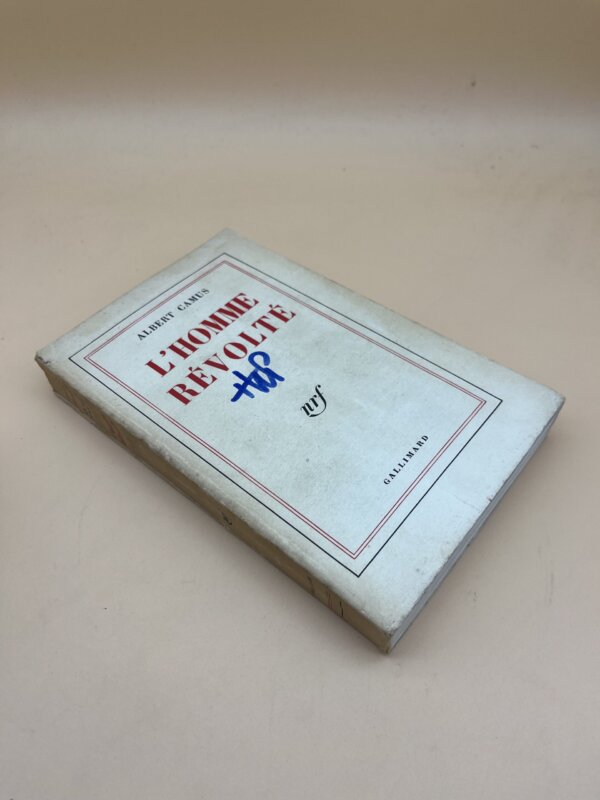 ALBERT CAMUS
L'HOMME
RÉVOLTÉ
nrf
GALLIMARD